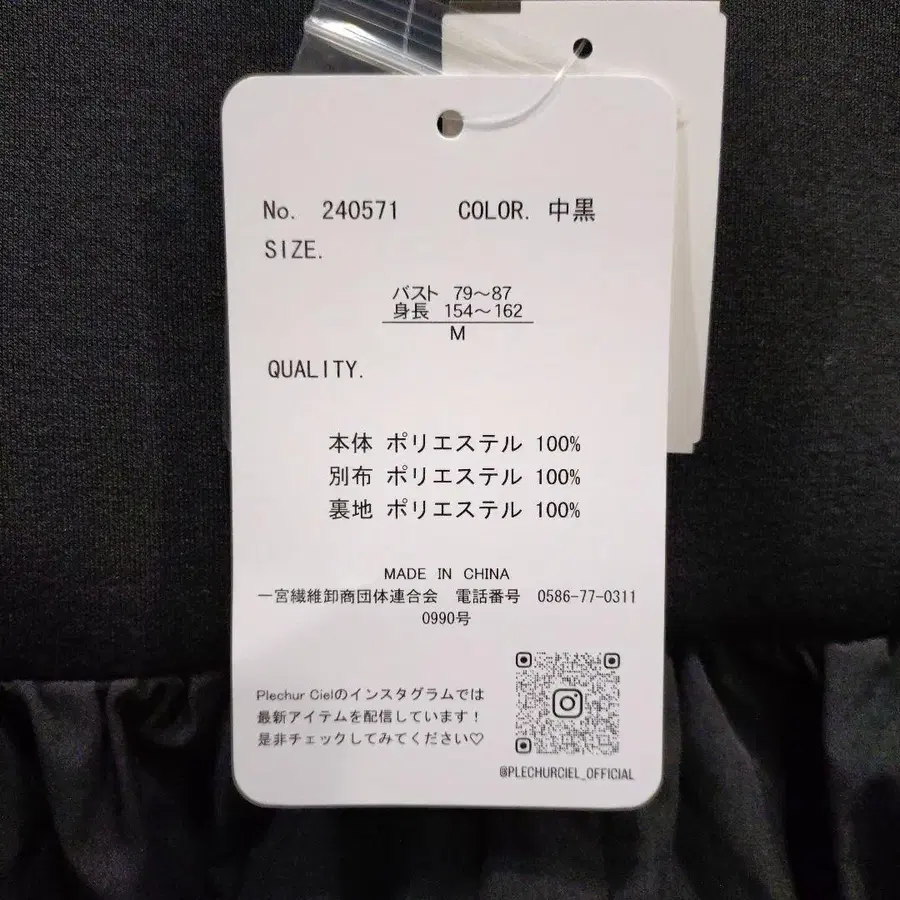 No. 240571 COLOR. 中黒
SIZE.
バスト 79～87
身長 154～162
M
QUALITY.
本体 ポリエステル 100%
別布 ポリエステル 100%
裏地 ポリエステル 100%
MADE IN CHINA
一宮繊維卸商団体連合会 電話番号 0586-77-0311
0990号
Plechur Cielのインスタグラムでは
最新アイテムを配信しています!
是非チェックしてみてください♡
@PLECHURCIEL_OFFICIAL